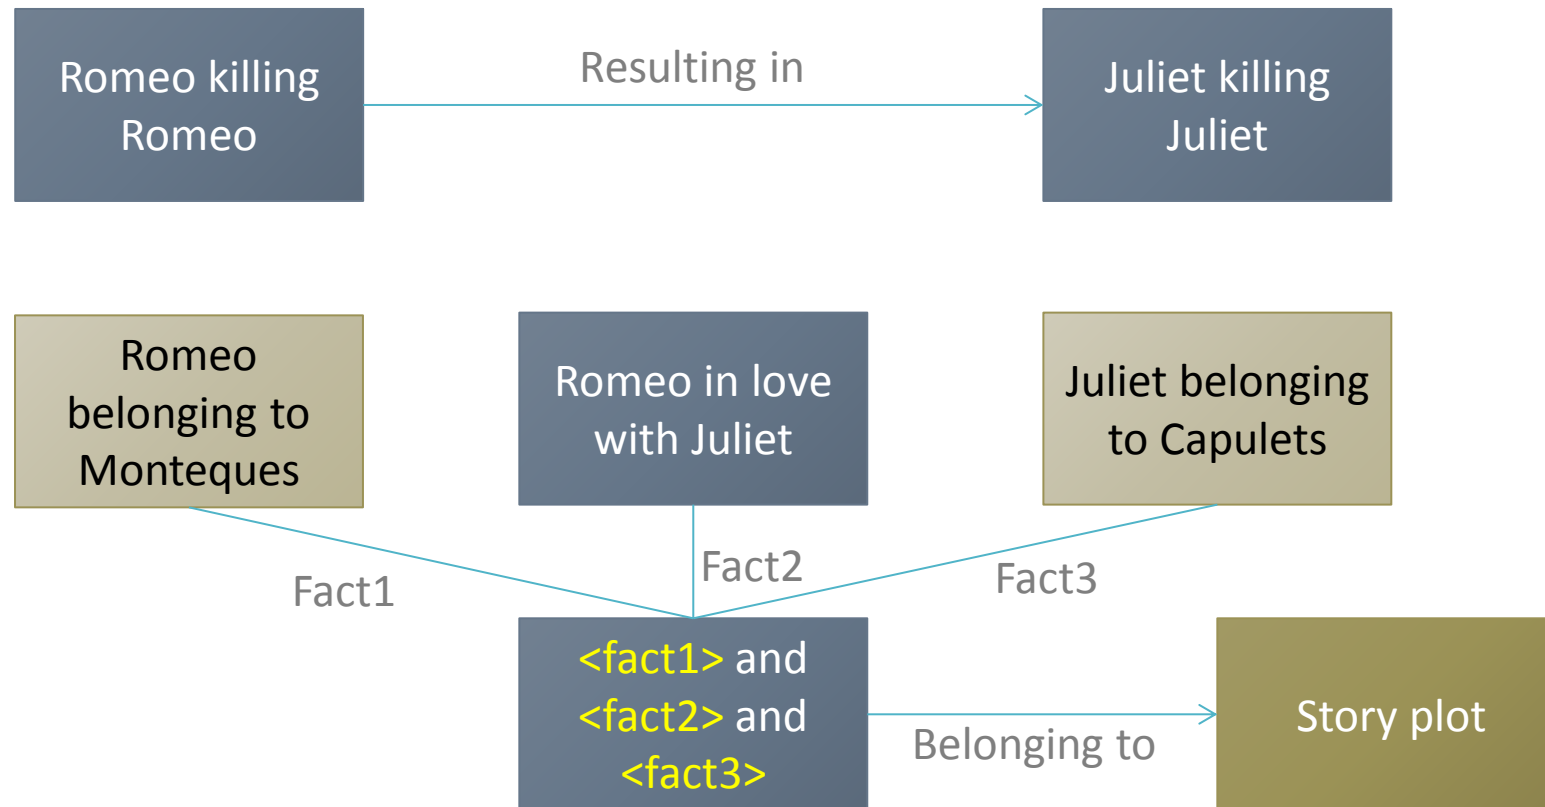 Romeo killing
Romeo
Resulting in
Juliet killing
Juliet
Romeo
belonging to
Monteques
Romeo in love
with Juliet
Juliet belonging
to Capulets
Fact1
Fact2
Fact3
<fact1> and
<fact2> and
<fact3>
Belonging to
Story plot